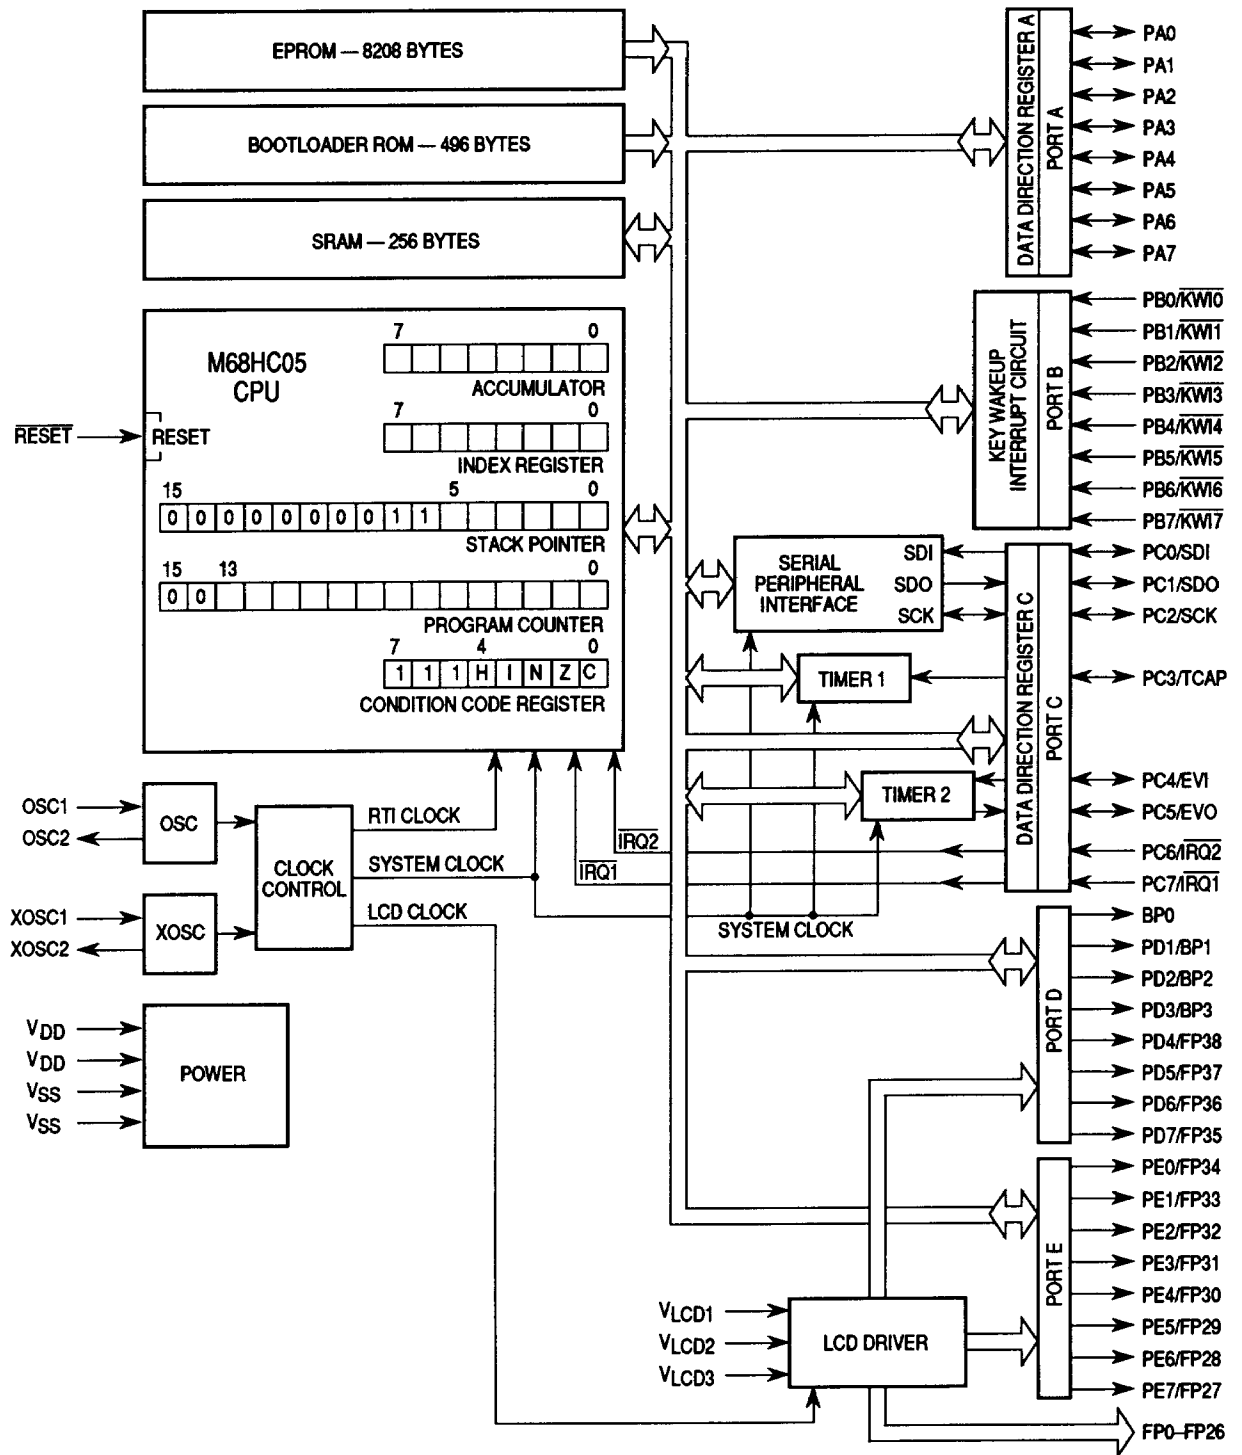 EPROM — 8208 BYTES
BOOTLOADER ROM — 496 BYTES
SRAM — 256 BYTES
M68HC05
CPU
7 0
ACCUMULATOR
7 0
INDEX REGISTER
RESET
RESET
15 5 0
0 0 0 0 0 0 0 0 1 1
STACK POINTER
15 13 0
0 0
PROGRAM COUNTER
7 4 0
1 1 1 H I N Z C
CONDITION CODE REGISTER
OSC1
OSC2
OSC
XOSC1
XOSC2
XOSC
CLOCK
CONTROL
RTI CLOCK
SYSTEM CLOCK
LCD CLOCK
IRQ2
IRQ1
SYSTEM CLOCK
VDD
VDD
VSS
VSS
POWER
DATA DIRECTION REGISTER A
PORT A
PA0
PA1
PA2
PA3
PA4
PA5
PA6
PA7
KEY WAKEUP
INTERRUPT CIRCUIT
PORT B
PB0/KWI0
PB1/KWI1
PB2/KWI2
PB3/KWI3
PB4/KWI4
PB5/KWI5
PB6/KWI6
PB7/KWI7
SERIAL
PERIPHERAL
INTERFACE
SDI
SDO
SCK
TIMER 1
TIMER 2
DATA DIRECTION REGISTER C
PORT C
PC0/SDI
PC1/SDO
PC2/SCK
PC3/TCAP
PC4/EVI
PC5/EVO
PC6/IRQ2
PC7/IRQ1
PORT D
BP0
PD1/BP1
PD2/BP2
PD3/BP3
PD4/FP38
PD5/FP37
PD6/FP36
PD7/FP35
PORT E
PE0/FP34
PE1/FP33
PE2/FP32
PE3/FP31
PE4/FP30
PE5/FP29
PE6/FP28
PE7/FP27
VLCD1
VLCD2
VLCD3
LCD DRIVER
FP0–FP26